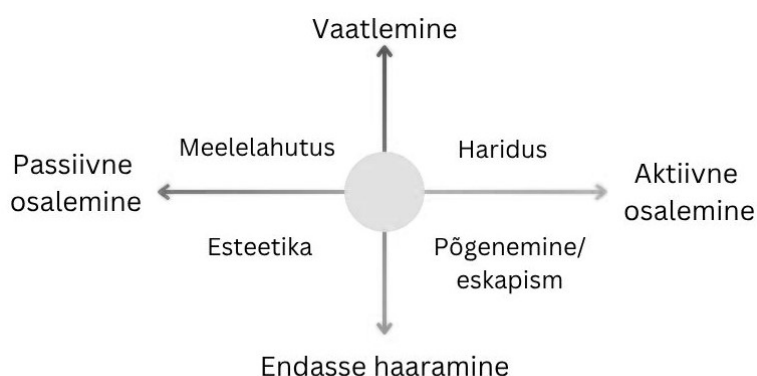 Vaatlemine
Meelelahutus
Haridus
Passiivne
osalemine
Aktiivne
osalemine
Esteetika
Põgenemine/
eskapism
Endasse haaramine